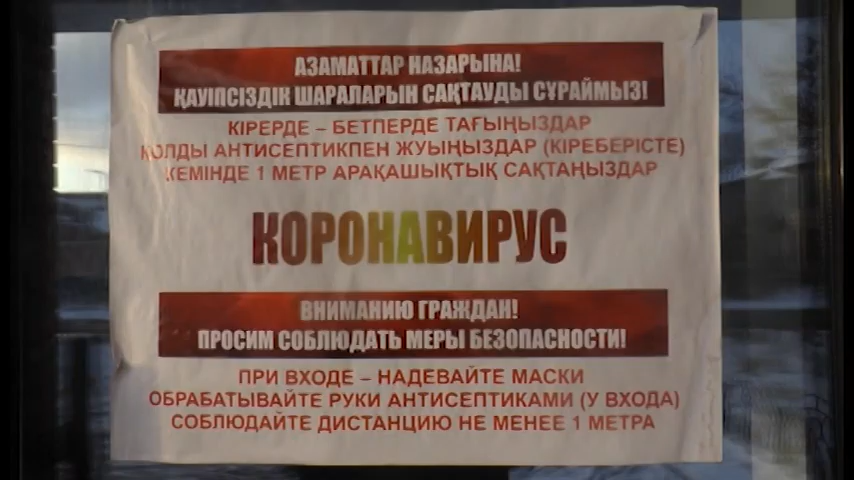 АЗАМАТТАР НАЗАРЫНА!
ҚАУІПСІЗДІК ШАРАЛАРЫН САҚТАУДЫ СҰРАЙМЫЗ!
КІРЕРДЕ – БЕТПЕРДЕ ТАҒЫҢЫЗДАР
ҚОЛДЫ АНТИСЕПТИКПЕН ЖУЫҢЫЗДАР (КІРЕБЕРІСТЕ)
КЕМІНДЕ 1 МЕТР АРАҚАШЫҚТЫҚ САҚТАҢЫЗДАР
КОРОНАВИРУС
ВНИМАНИЮ ГРАЖДАН!
ПРОСИМ СОБЛЮДАТЬ МЕРЫ БЕЗОПАСНОСТИ!
ПРИ ВХОДЕ – НАДЕВАЙТЕ МАСКИ
ОБРАБАТЫВАЙТЕ РУКИ АНТИСЕПТИКАМИ (У ВХОДА)
СОБЛЮДАЙТЕ ДИСТАНЦИЮ НЕ МЕНЕЕ 1 МЕТРА